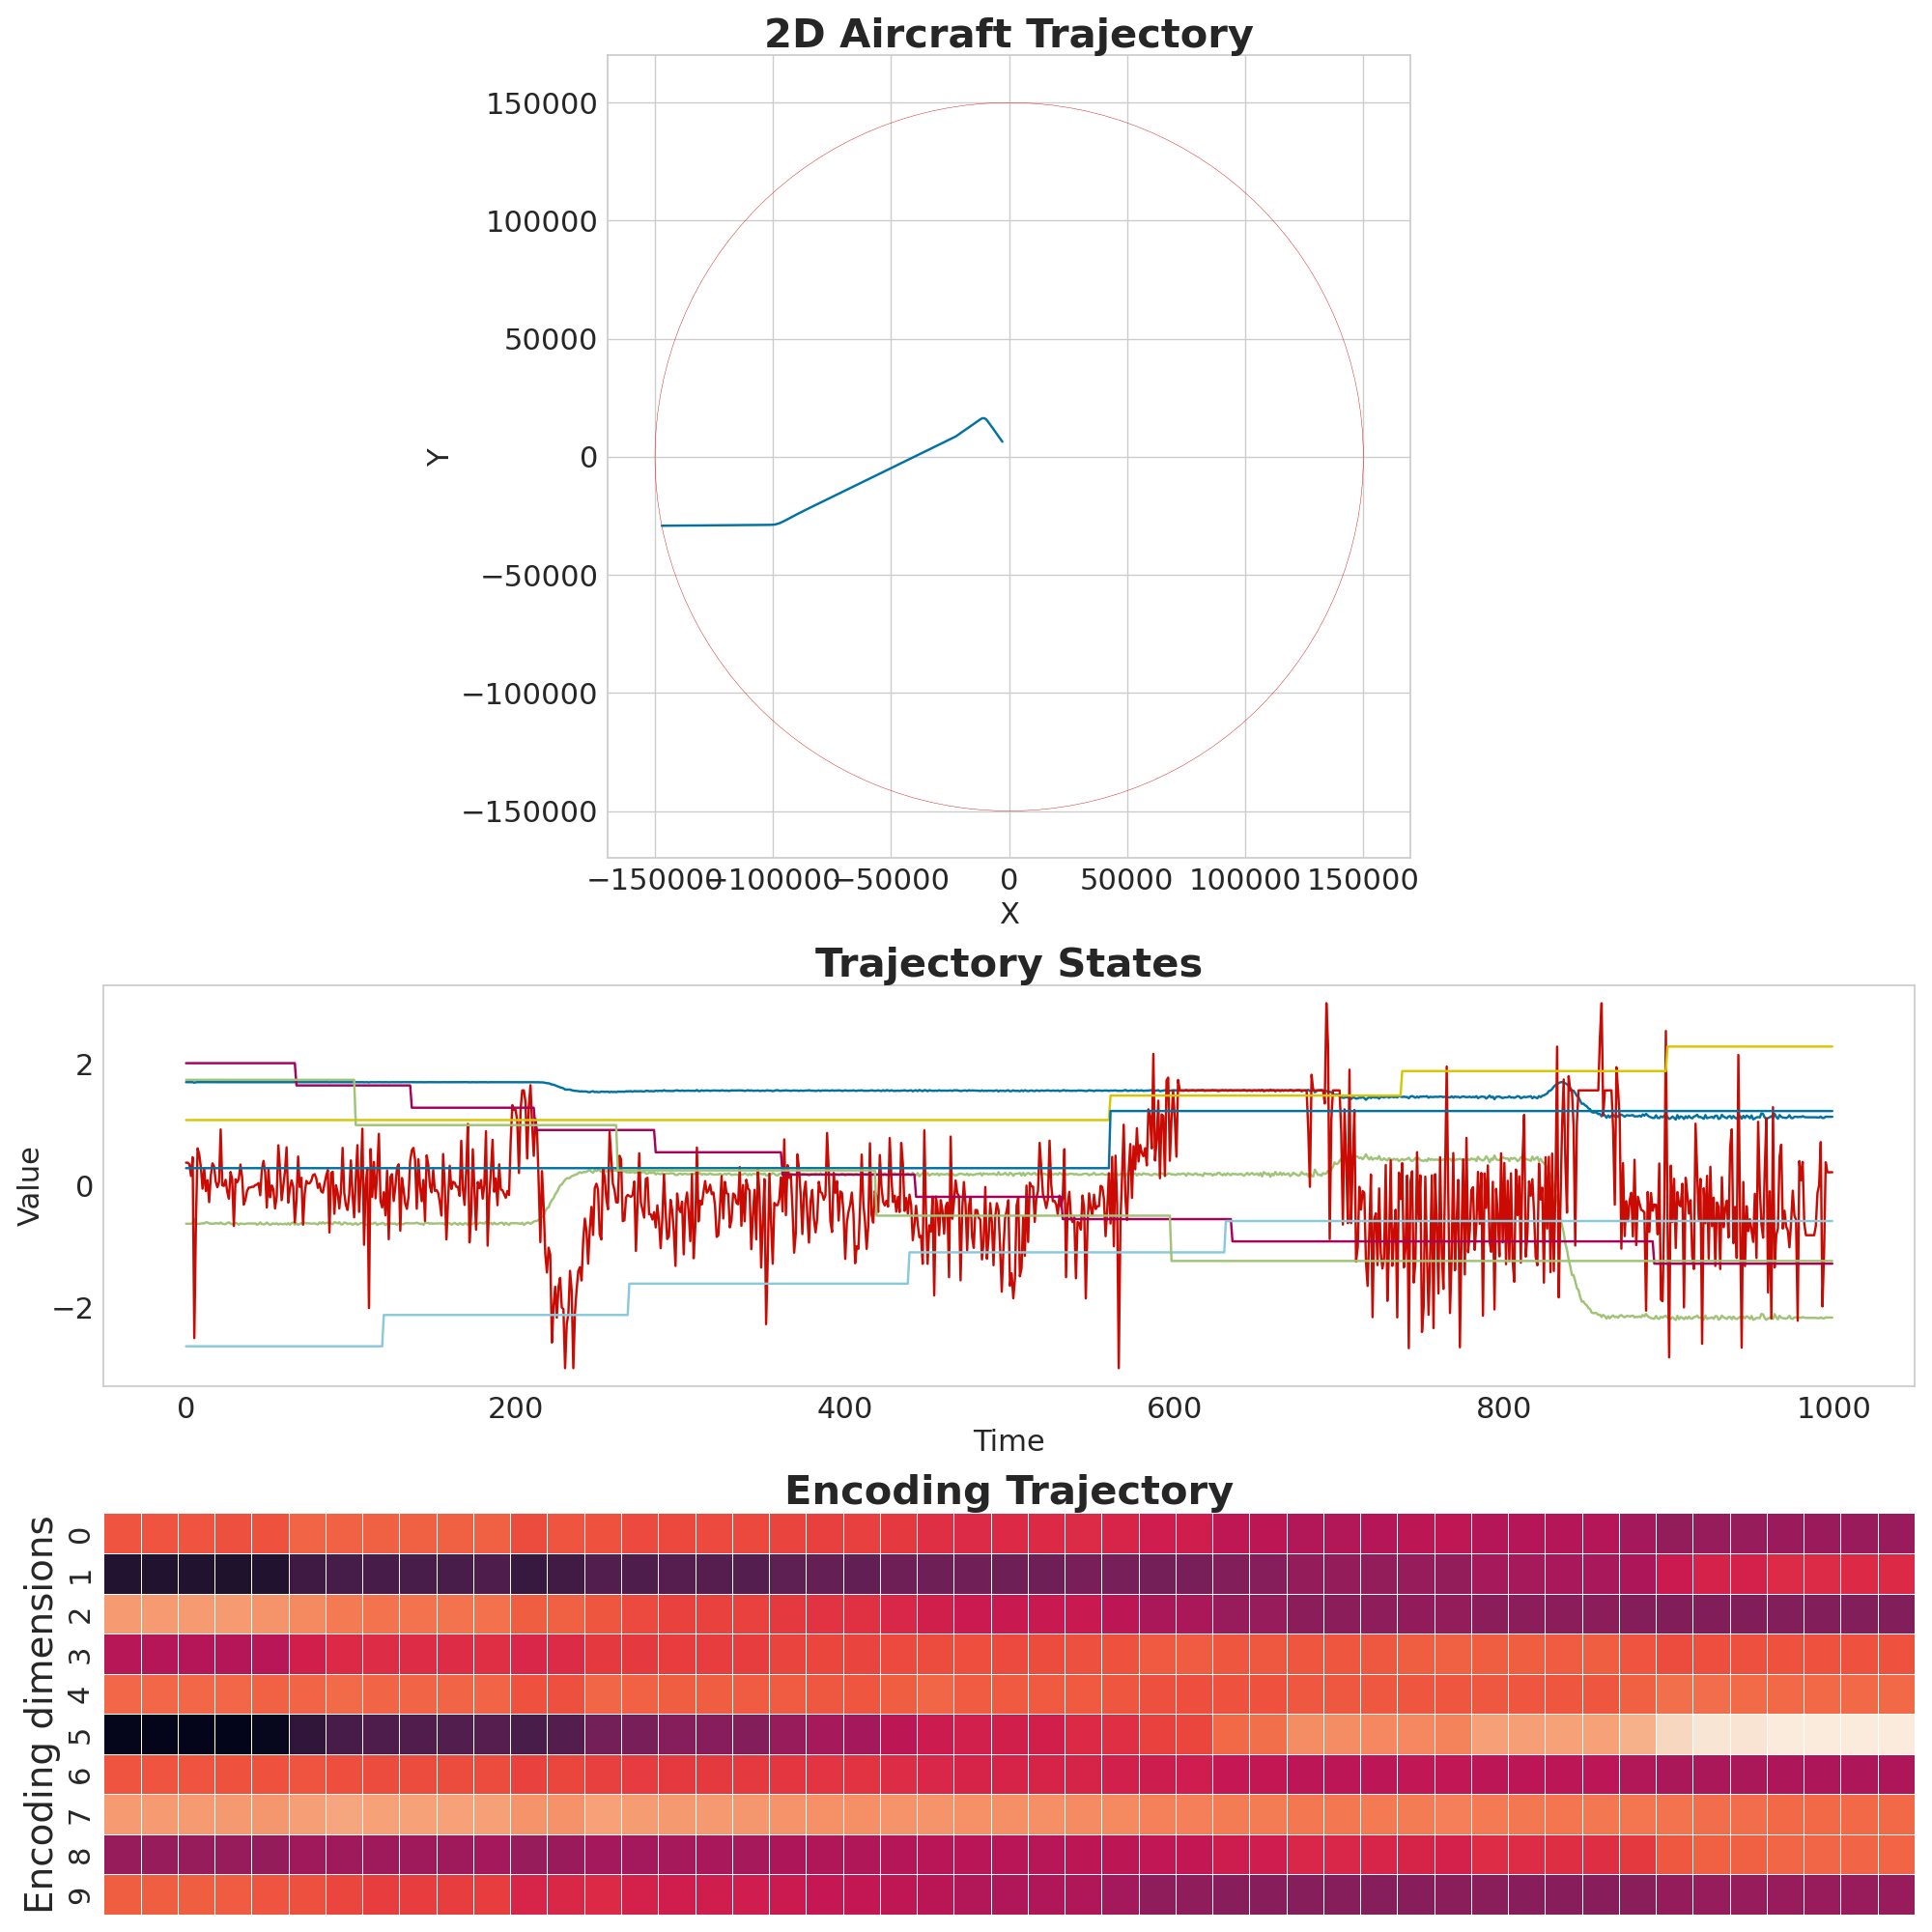 2D Aircraft Trajectory
150000
100000
50000
0
−50000
−100000
−150000
Y
−150000 −100000 −50000 0 50000 100000 150000
X
Trajectory States
2
0
−2
Value
0 200 400 600 800 1000
Time
Encoding Trajectory
Encoding dimensions
0
1
2
3
4
5
6
7
8
9